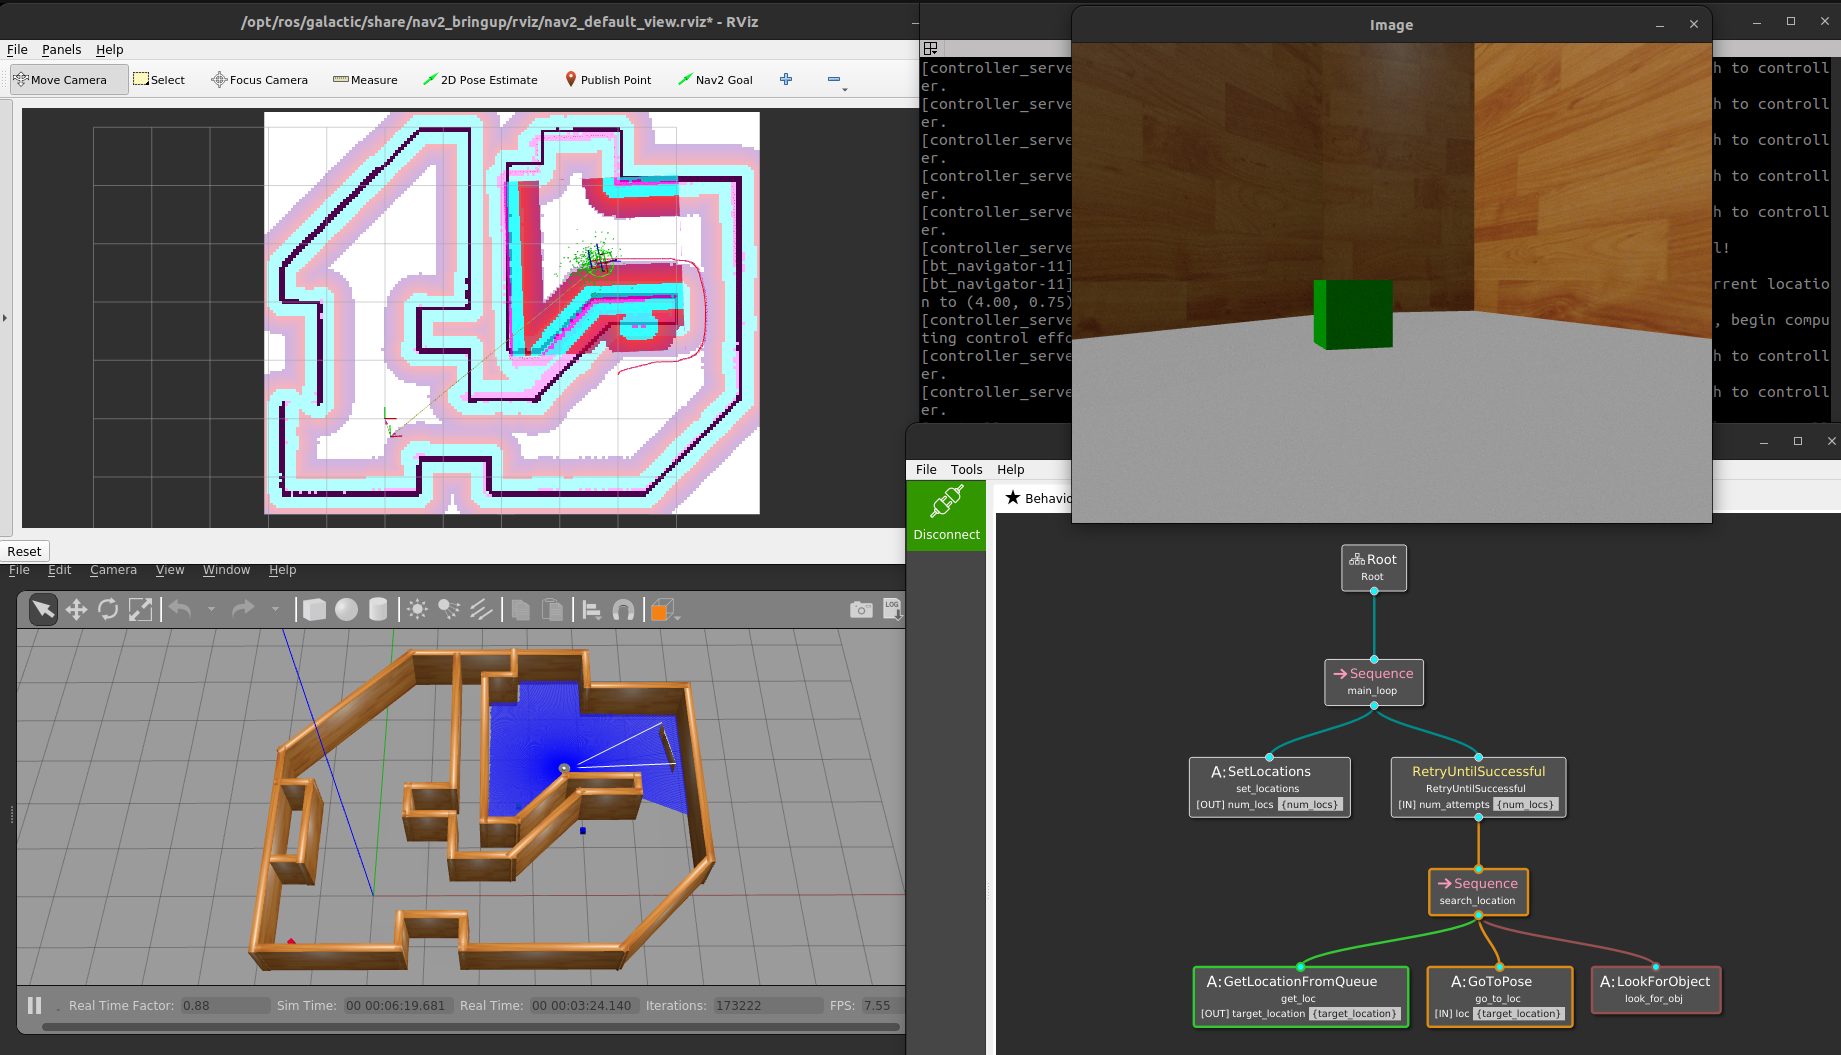 /opt/ros/galactic/share/nav2_bringup/rviz/nav2_default_view.rviz* - RViz
File Panels Help
Move Camera Select Focus Camera Measure 2D Pose Estimate Publish Point Nav2 Goal
Reset
File Edit Camera View Window Help
LOG
Real Time Factor: 0.88 Sim Time: 00 00:06:19.681 Real Time: 00 00:03:24.140 Iterations: 173222 FPS: 7.55
[controller_serve
h to controll
er.
[controller_serve
h to controll
er.
[controller_serve
h to controll
er.
[controller_serve
h to controll
er.
[controller_serve
h to controll
er.
[controller_serve
l!
[bt_navigator-11]
[bt_navigator-11]
rrent locatio
n to (4.00, 0.75)
[controller_serve
, begin compu
ting control effo
[controller_serve
h to controll
er.
[controller_serve
h to controll
er.
Image
File Tools Help
Disconnect
Behavio
Root
Root
Sequence
main_loop
A:SetLocations
set_locations
[OUT] num_locs {num_locs}
RetryUntilSuccessful
RetryUntilSuccessful
[IN] num_attempts {num_locs}
Sequence
search_location
A:GetLocationFromQueue
get_loc
[OUT] target_location {target_location}
A:GoToPose
go_to_loc
[IN] loc {target_location}
A:LookForObject
look_for_obj